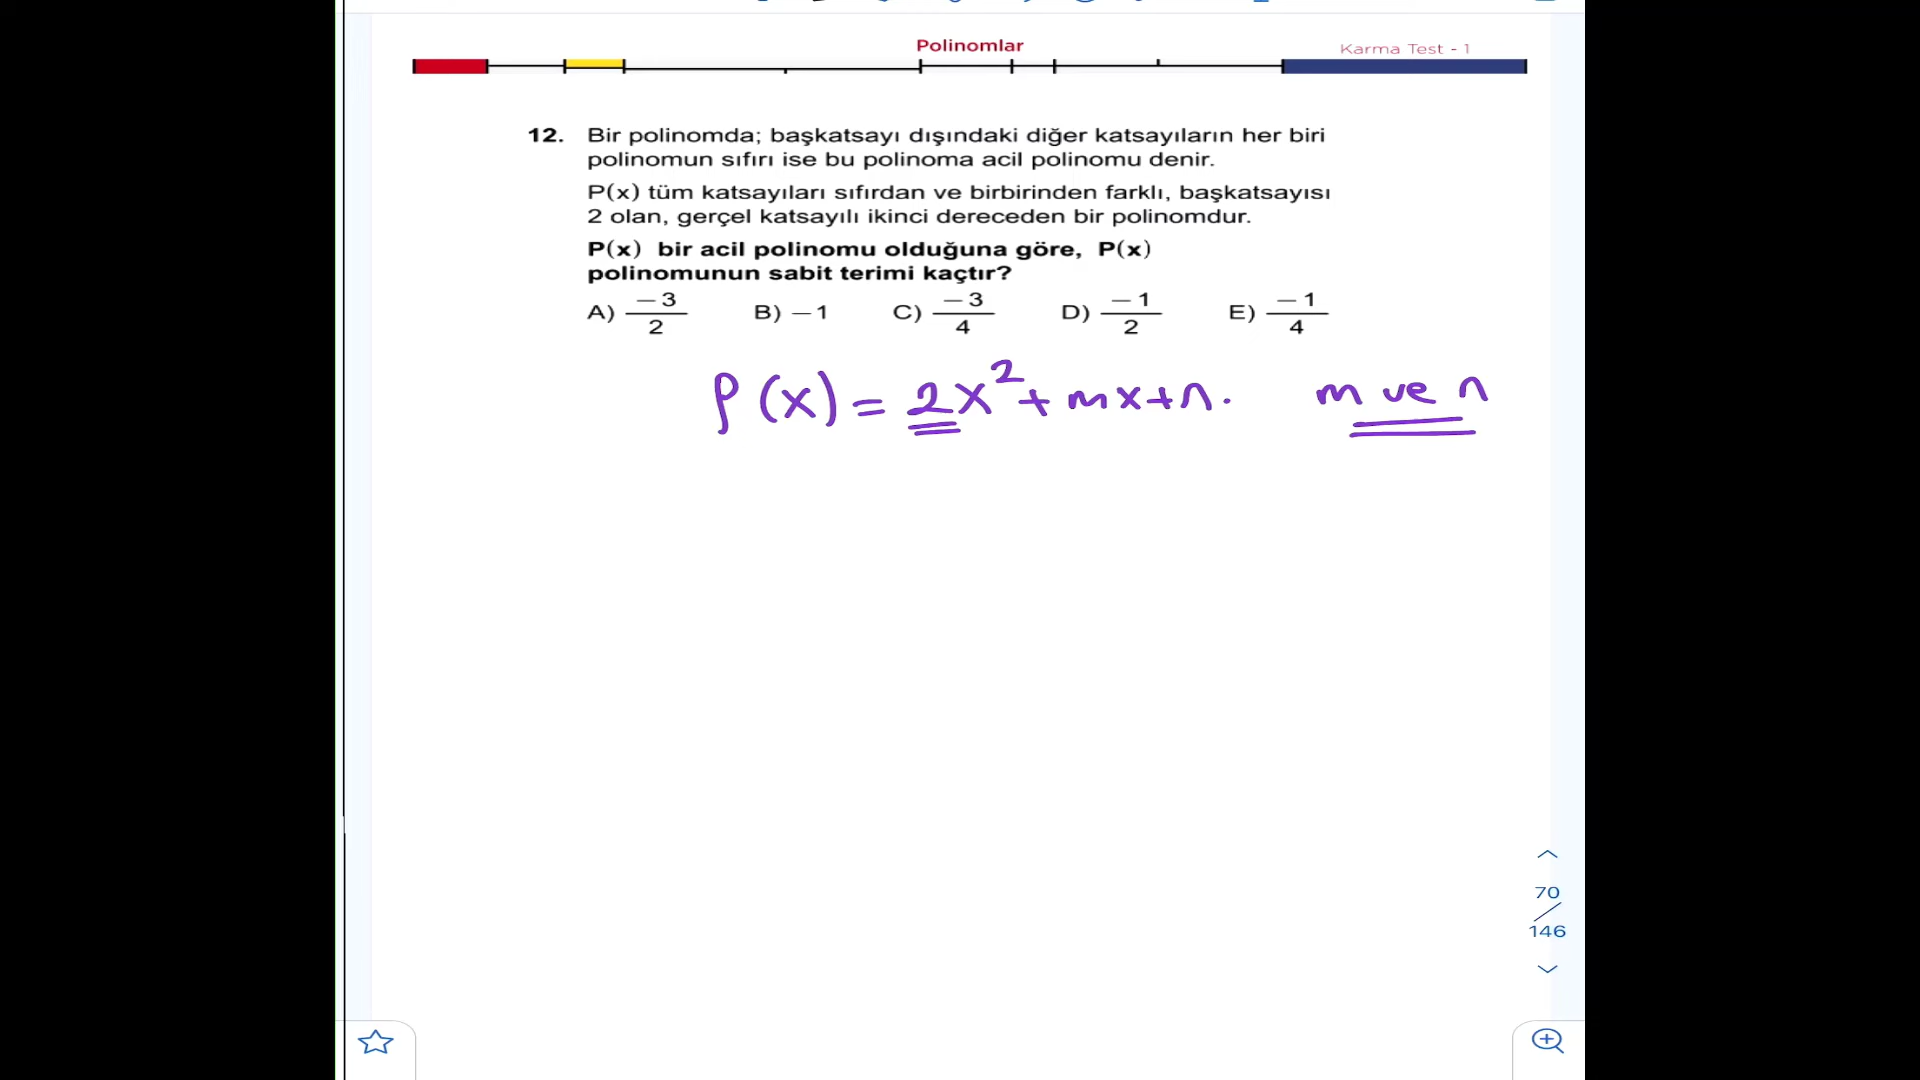 Polinomlar
Karma Test - 1
12. Bir polinomda; başkatsayı dışındaki diğer katsayıların her biri
polinomun sıfırı ise bu polinoma acil polinomu denir.
P(x) tüm katsayıları sıfırdan ve birbirinden farklı, başkatsayısı
2 olan, gerçel katsayılı ikinci dereceden bir polinomdur.
P(x) bir acil polinomu olduğuna göre, P(x)
polinomunun sabit terimi kaçtır?
A) −3/2 B) −1 C) −3/4 D) −1/2 E) −1/4
P(x) = 2x² + mx + n. m ve n
70
146